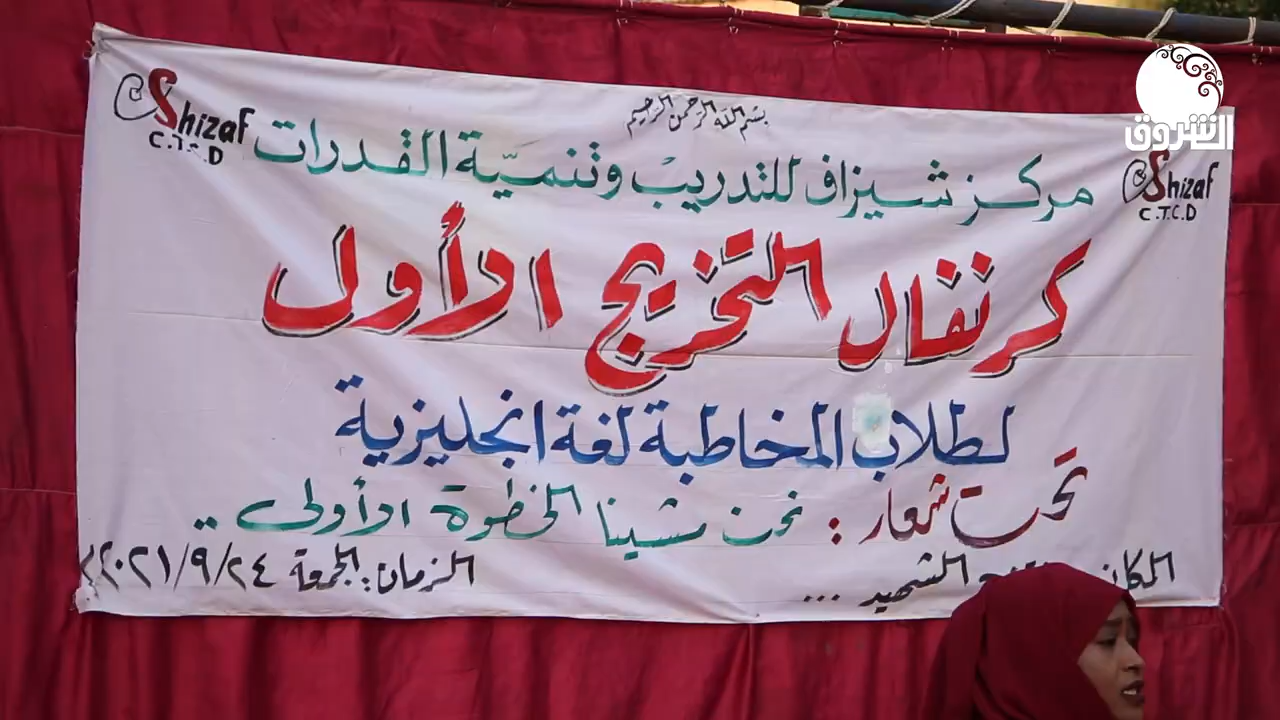 الشروق
Shizaf
C.T.C.D
بسم الله الرحمن الرحيم
Shizaf
C.T.C.D
مركز شيزاف للتدريب وتنمية القدرات
كرنفال التخريج الأول
لطلاب المخاطبة لغة انجليزية
تحت شعار : نحن مشينا الخطوة الأولى ..
المكان الشهيد ...
الزمان : الجمعة ٢٠٢١/٩/٢٤